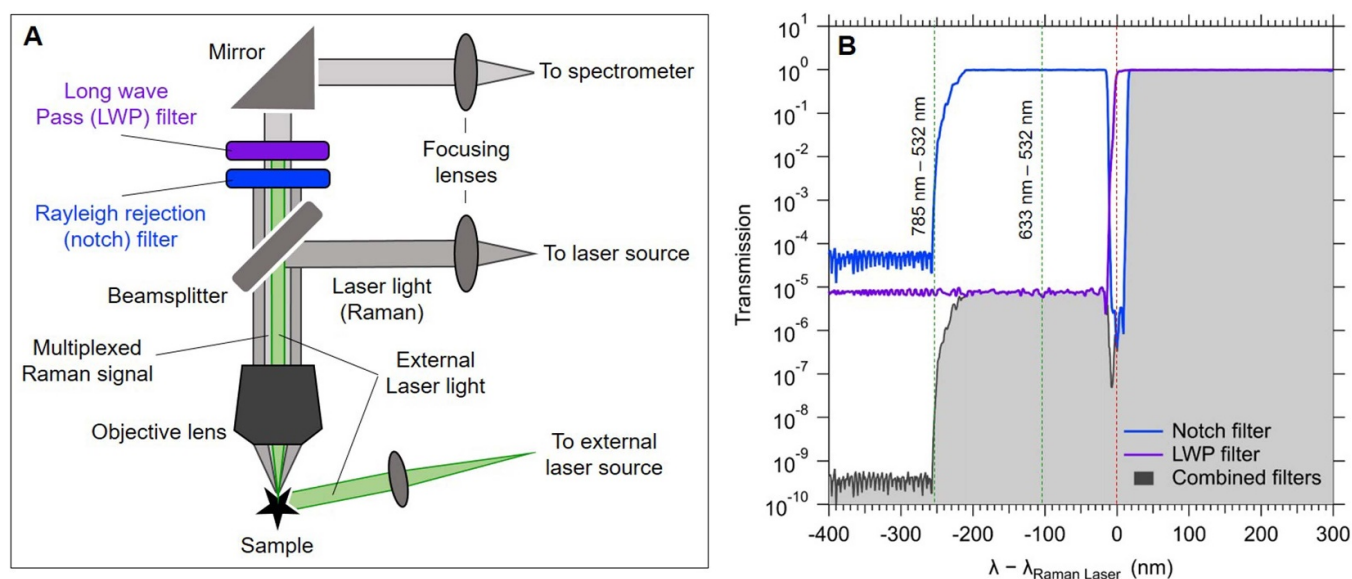 A
Mirror
To spectrometer
Long wave
Pass (LWP) filter
Focusing
lenses
Rayleigh rejection
(notch) filter
To laser source
Beamsplitter
Laser light
(Raman)
Multiplexed
Raman signal
External
Laser light
Objective lens
To external
laser source
Sample
B
Transmission
10^1
10^0
10^-1
10^-2
10^-3
10^-4
10^-5
10^-6
10^-7
10^-8
10^-9
10^-10
785 nm – 532 nm
633 nm – 532 nm
Notch filter
LWP filter
Combined filters
-400
-300
-200
-100
0
100
200
300
λ – λRaman Laser (nm)